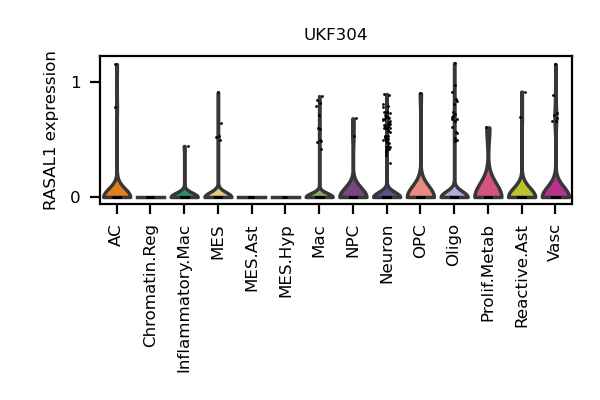 UKF304
RASAL1 expression
1
0
AC
Chromatin.Reg
Inflammatory.Mac
MES
MES.Ast
MES.Hyp
Mac
NPC
Neuron
OPC
Oligo
Prolif.Metab
Reactive.Ast
Vasc